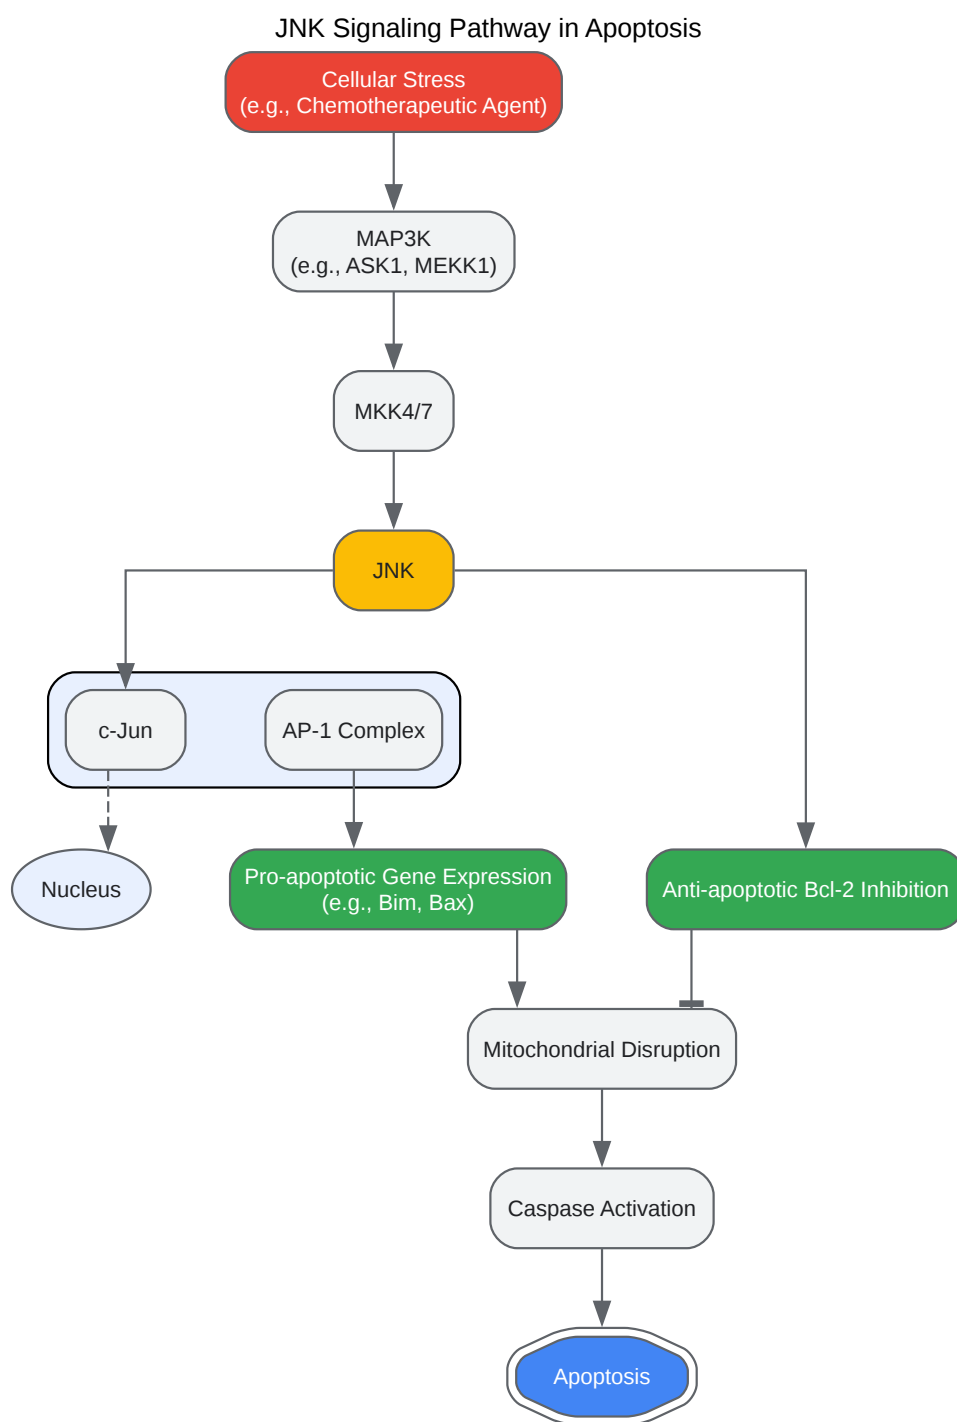 JNK Signaling Pathway in Apoptosis
Cellular Stress
(e.g., Chemotherapeutic Agent)
MAP3K
(e.g., ASK1, MEKK1)
MKK4/7
JNK
c-Jun
AP-1 Complex
Nucleus
Pro-apoptotic Gene Expression
(e.g., Bim, Bax)
Anti-apoptotic Bcl-2 Inhibition
Mitochondrial Disruption
Caspase Activation
Apoptosis